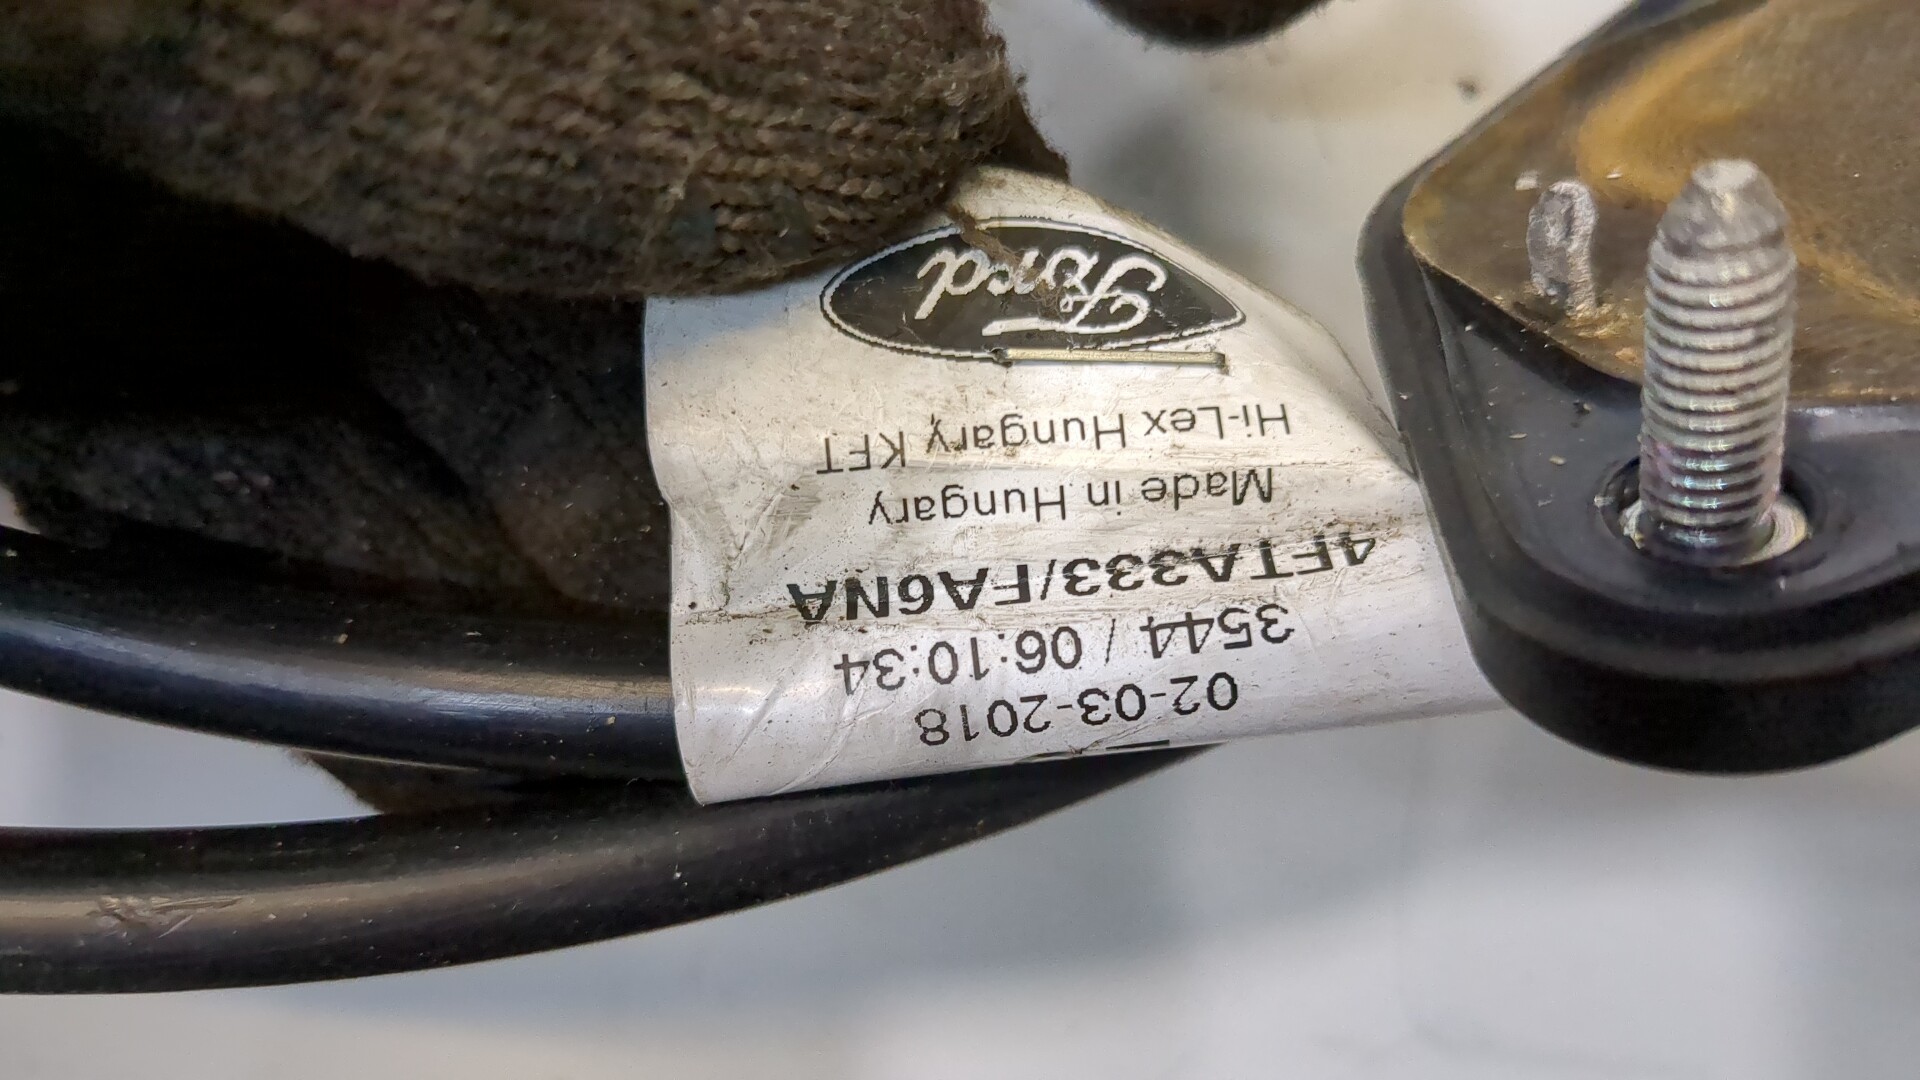 Ford
Hi-Lex Hungary KFT
Made in Hungary
4FTA333/FA6NA
3544 / 06:10:34
02-03-2018